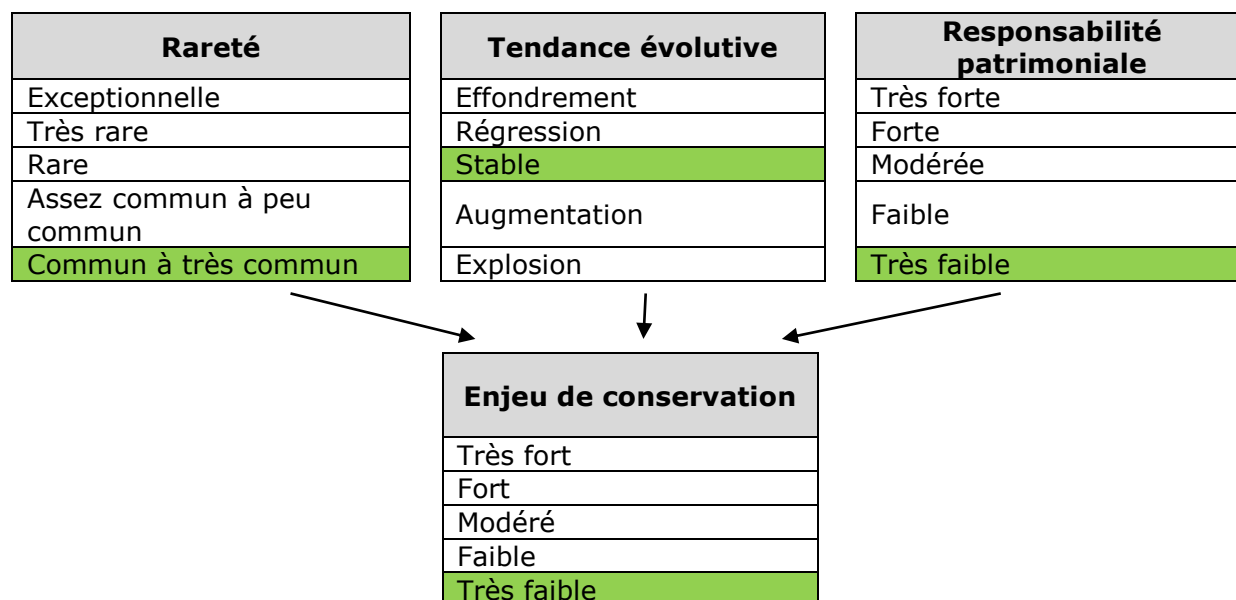 Rareté
Exceptionnelle
Très rare
Rare
Assez commun à peu
commun
Commun à très commun
Tendance évolutive
Effondrement
Régression
Stable
Augmentation
Explosion
Responsabilité
patrimoniale
Très forte
Forte
Modérée
Faible
Très faible
Enjeu de conservation
Très fort
Fort
Modéré
Faible
Très faible